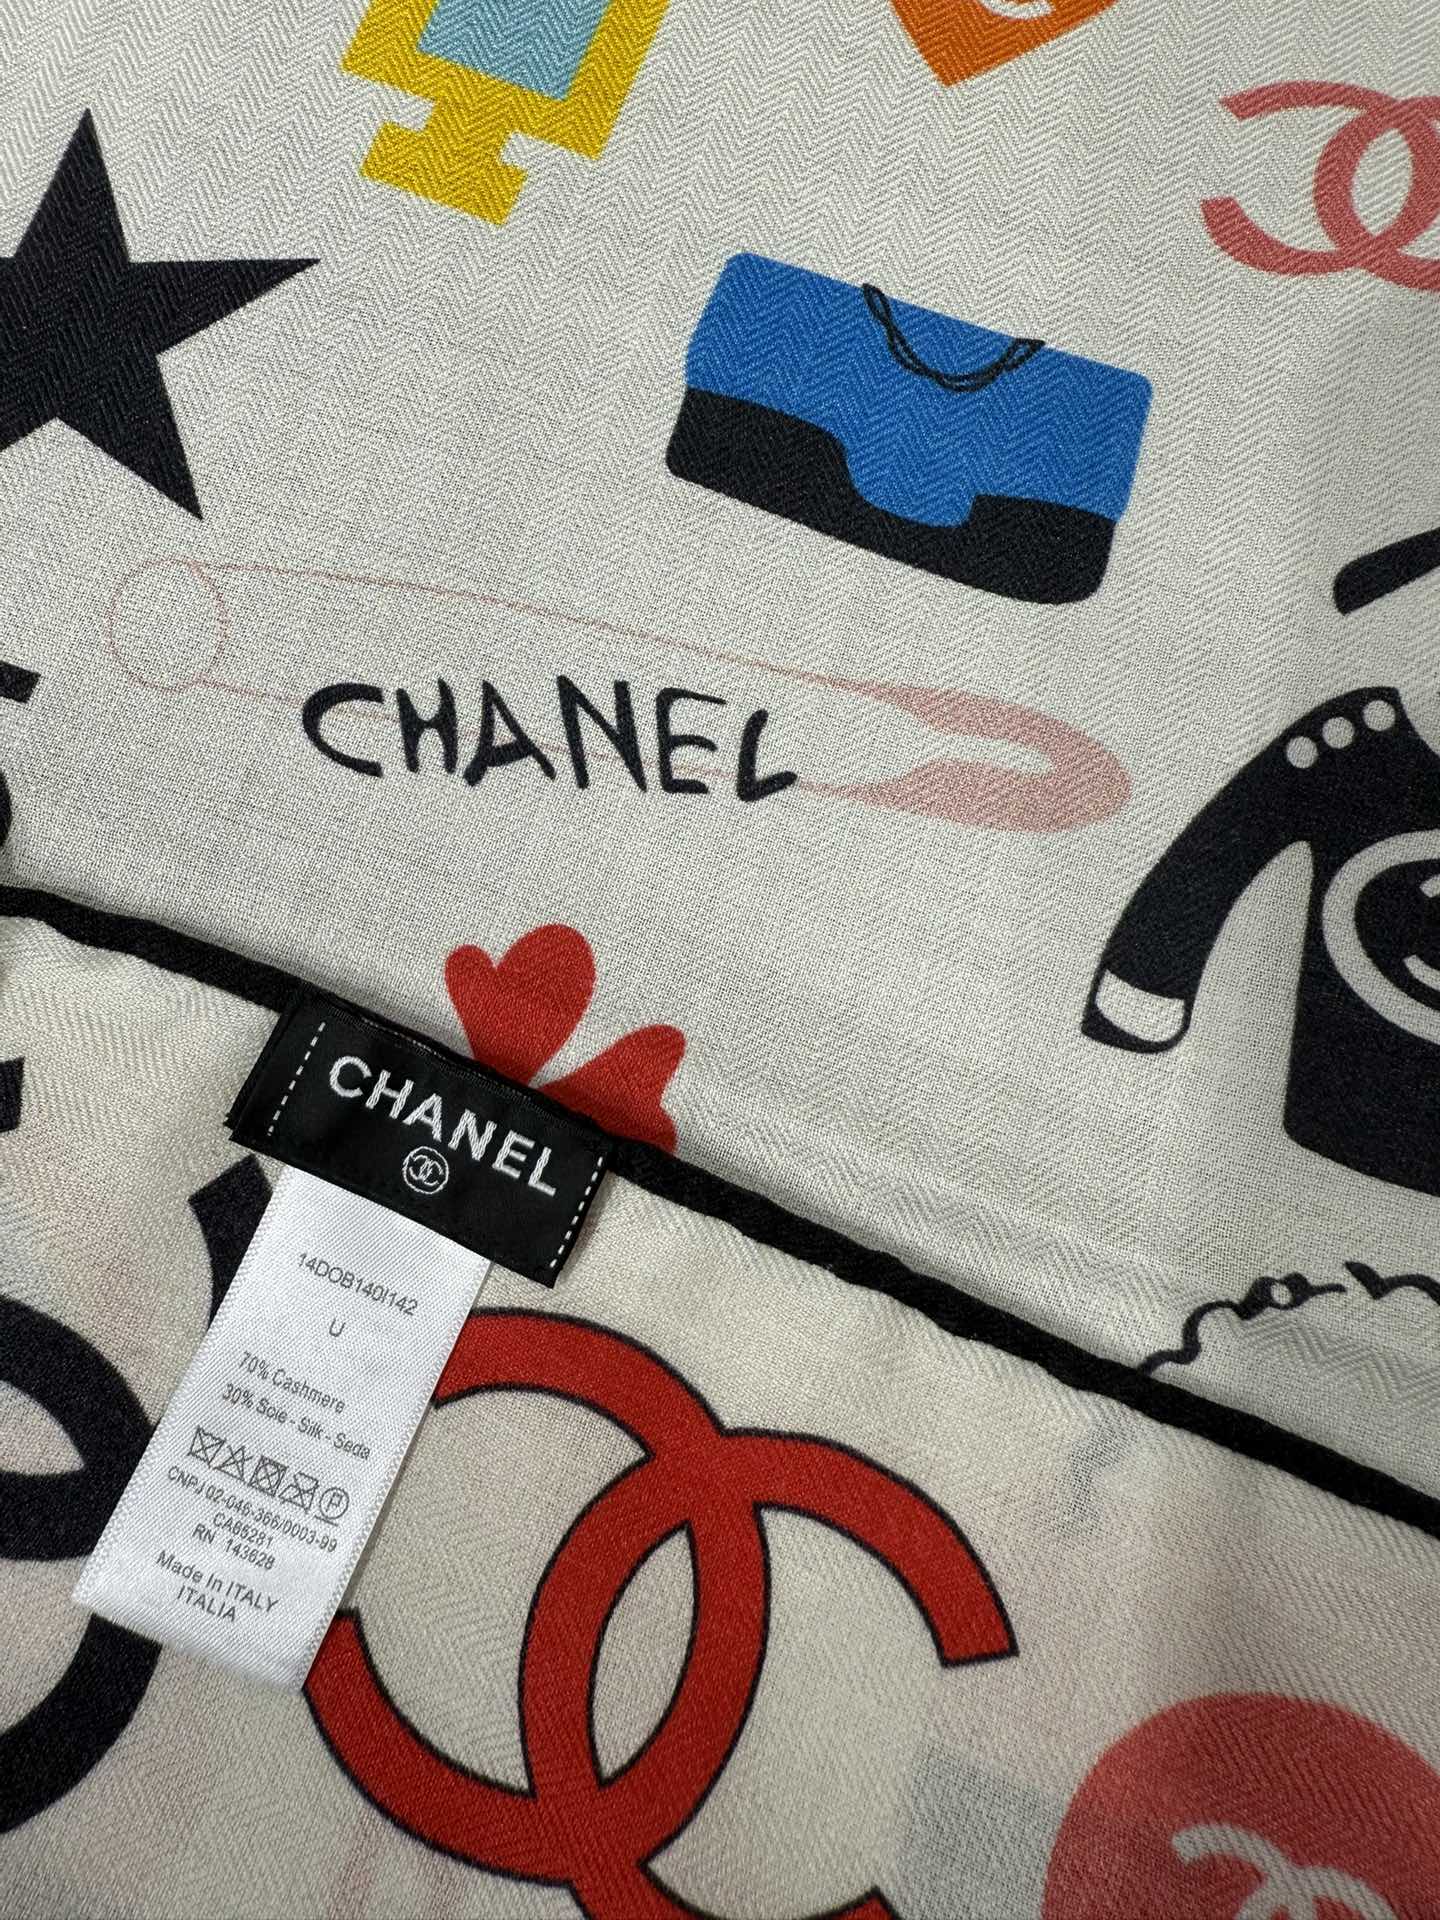 CHANEL
CHANEL
14DOB140I142
U
70% Cashmere
30% Soie - Silk - Seda
P
CNPJ 02-046-366/0003-99
CA65281
RN 143628
Made In ITALY
ITALIA